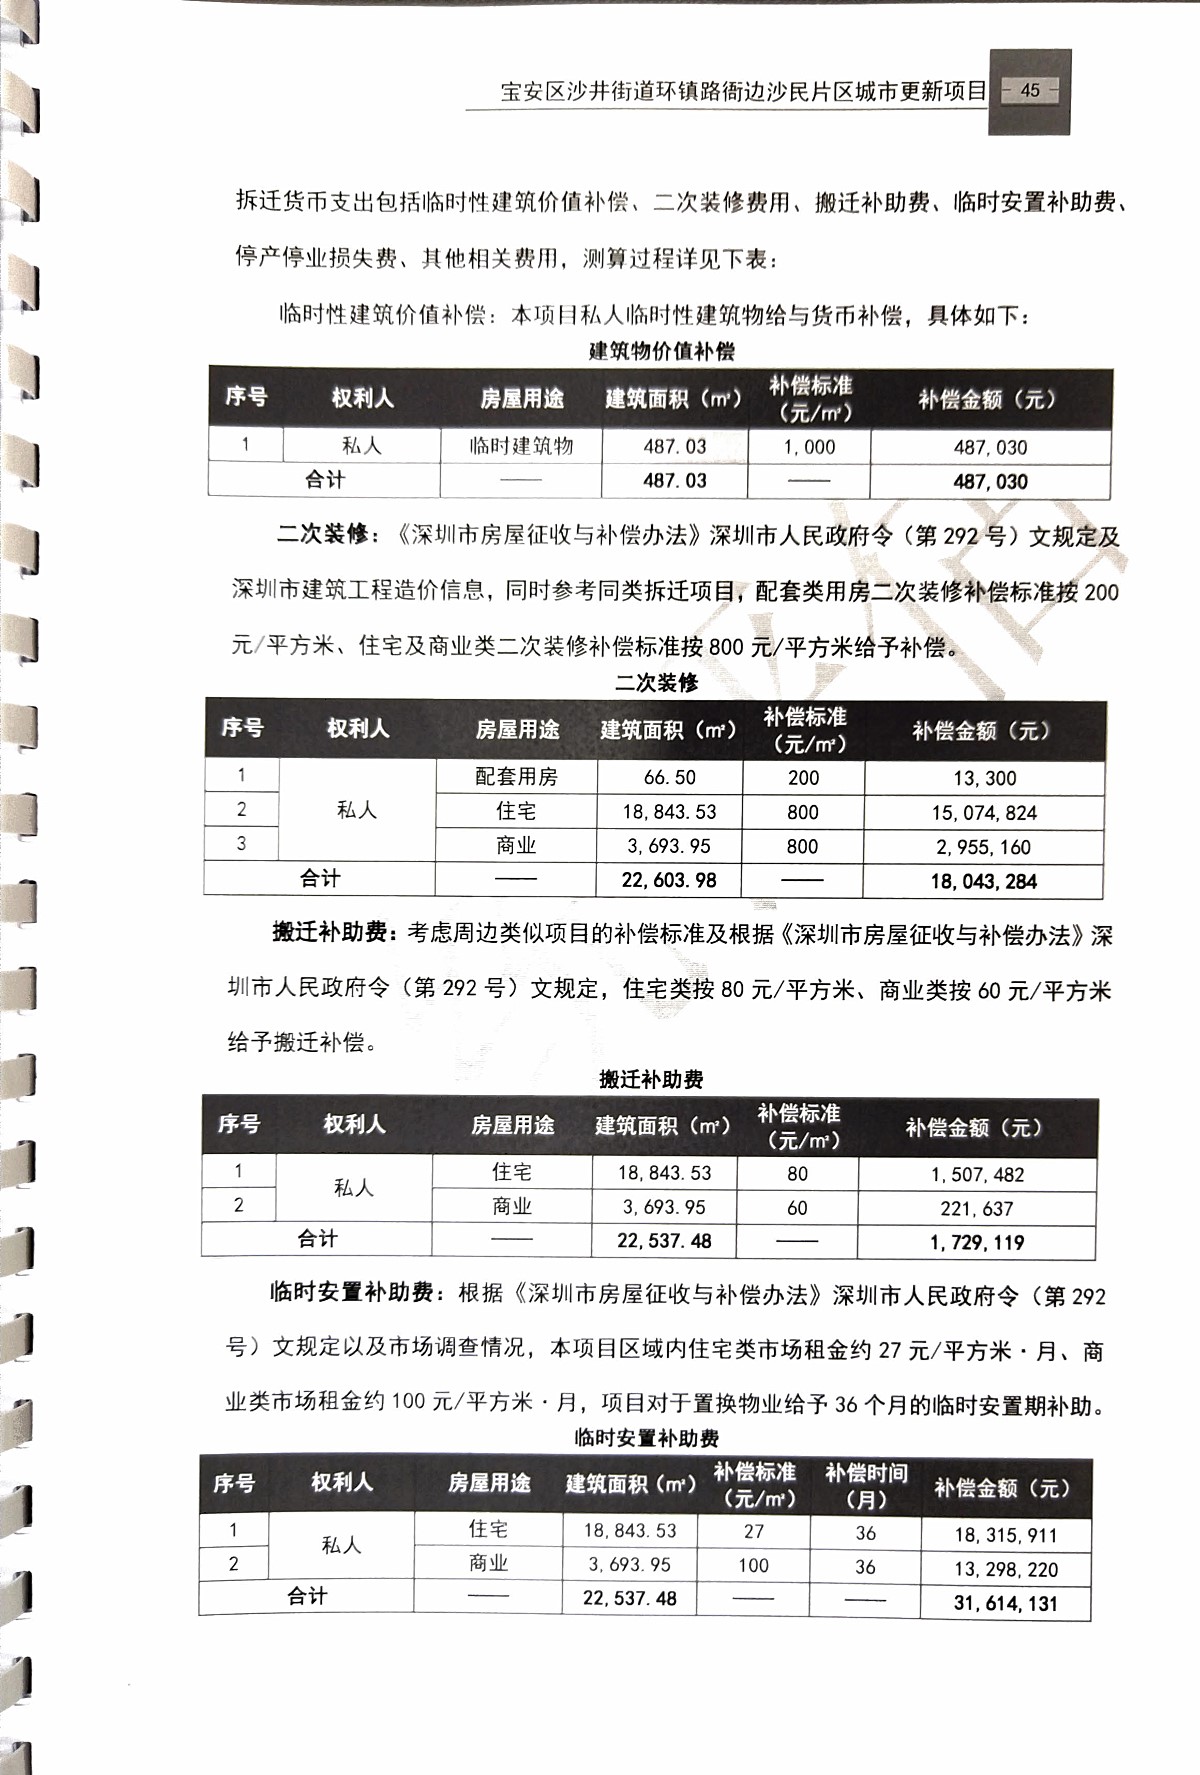 宝安区沙井街道环镇路衙边沙民片区城市更新项目 - 45 -
拆迁货币支出包括临时性建筑价值补偿、二次装修费用、搬迁补助费、临时安置补助费、
停产停业损失费、其他相关费用，测算过程详见下表：
临时性建筑价值补偿：本项目私人临时性建筑物给与货币补偿，具体如下：
建筑物价值补偿
序号 权利人 房屋用途 建筑面积（㎡） 补偿标准（元/㎡） 补偿金额（元）
1 私人 临时建筑物 487.03 1,000 487,030
合计 —— 487.03 —— 487,030
二次装修：《深圳市房屋征收与补偿办法》深圳市人民政府令（第 292 号）文规定及
深圳市建筑工程造价信息，同时参考同类拆迁项目，配套类用房二次装修补偿标准按 200
元/平方米、住宅及商业类二次装修补偿标准按 800 元/平方米给予补偿。
二次装修
序号 权利人 房屋用途 建筑面积（㎡） 补偿标准（元/㎡） 补偿金额（元）
1 私人 配套用房 66.50 200 13,300
2 住宅 18,843.53 800 15,074,824
3 商业 3,693.95 800 2,955,160
合计 —— 22,603.98 —— 18,043,284
搬迁补助费：考虑周边类似项目的补偿标准及根据《深圳市房屋征收与补偿办法》深
圳市人民政府令（第 292 号）文规定，住宅类按 80 元/平方米、商业类按 60 元/平方米
给予搬迁补偿。
搬迁补助费
序号 权利人 房屋用途 建筑面积（㎡） 补偿标准（元/㎡） 补偿金额（元）
1 私人 住宅 18,843.53 80 1,507,482
2 商业 3,693.95 60 221,637
合计 —— 22,537.48 —— 1,729,119
临时安置补助费：根据《深圳市房屋征收与补偿办法》深圳市人民政府令（第 292
号）文规定以及市场调查情况，本项目区域内住宅类市场租金约 27 元/平方米·月、商
业类市场租金约 100 元/平方米·月，项目对于置换物业给予 36 个月的临时安置期补助。
临时安置补助费
序号 权利人 房屋用途 建筑面积（㎡） 补偿标准（元/㎡） 补偿时间（月） 补偿金额（元）
1 私人 住宅 18,843.53 27 36 18,315,911
2 商业 3,693.95 100 36 13,298,220
合计 —— 22,537.48 —— —— 31,614,131